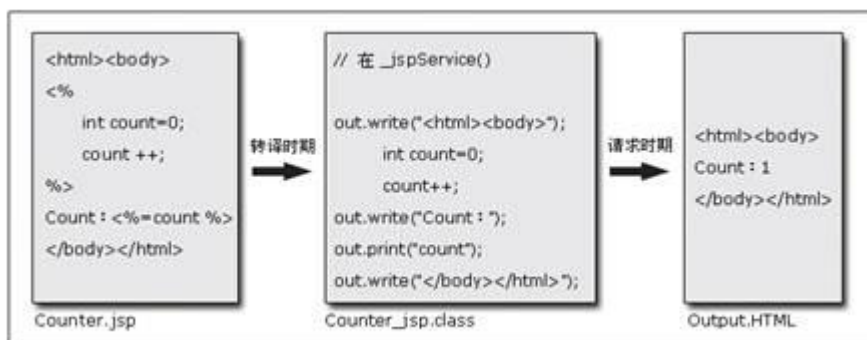 <html><body>
<%
int count=0;
count ++;
%>
Count：<%=count %>
</body></html>
Counter.jsp
转译时期
// 在 _jspService()
out.write("<html><body>");
int count=0;
count++;
out.write("Count：");
out.print("count");
out.write("</body></html>");
Counter_jsp.class
请求时期
<html><body>
Count：1
</body></html>
Output.HTML